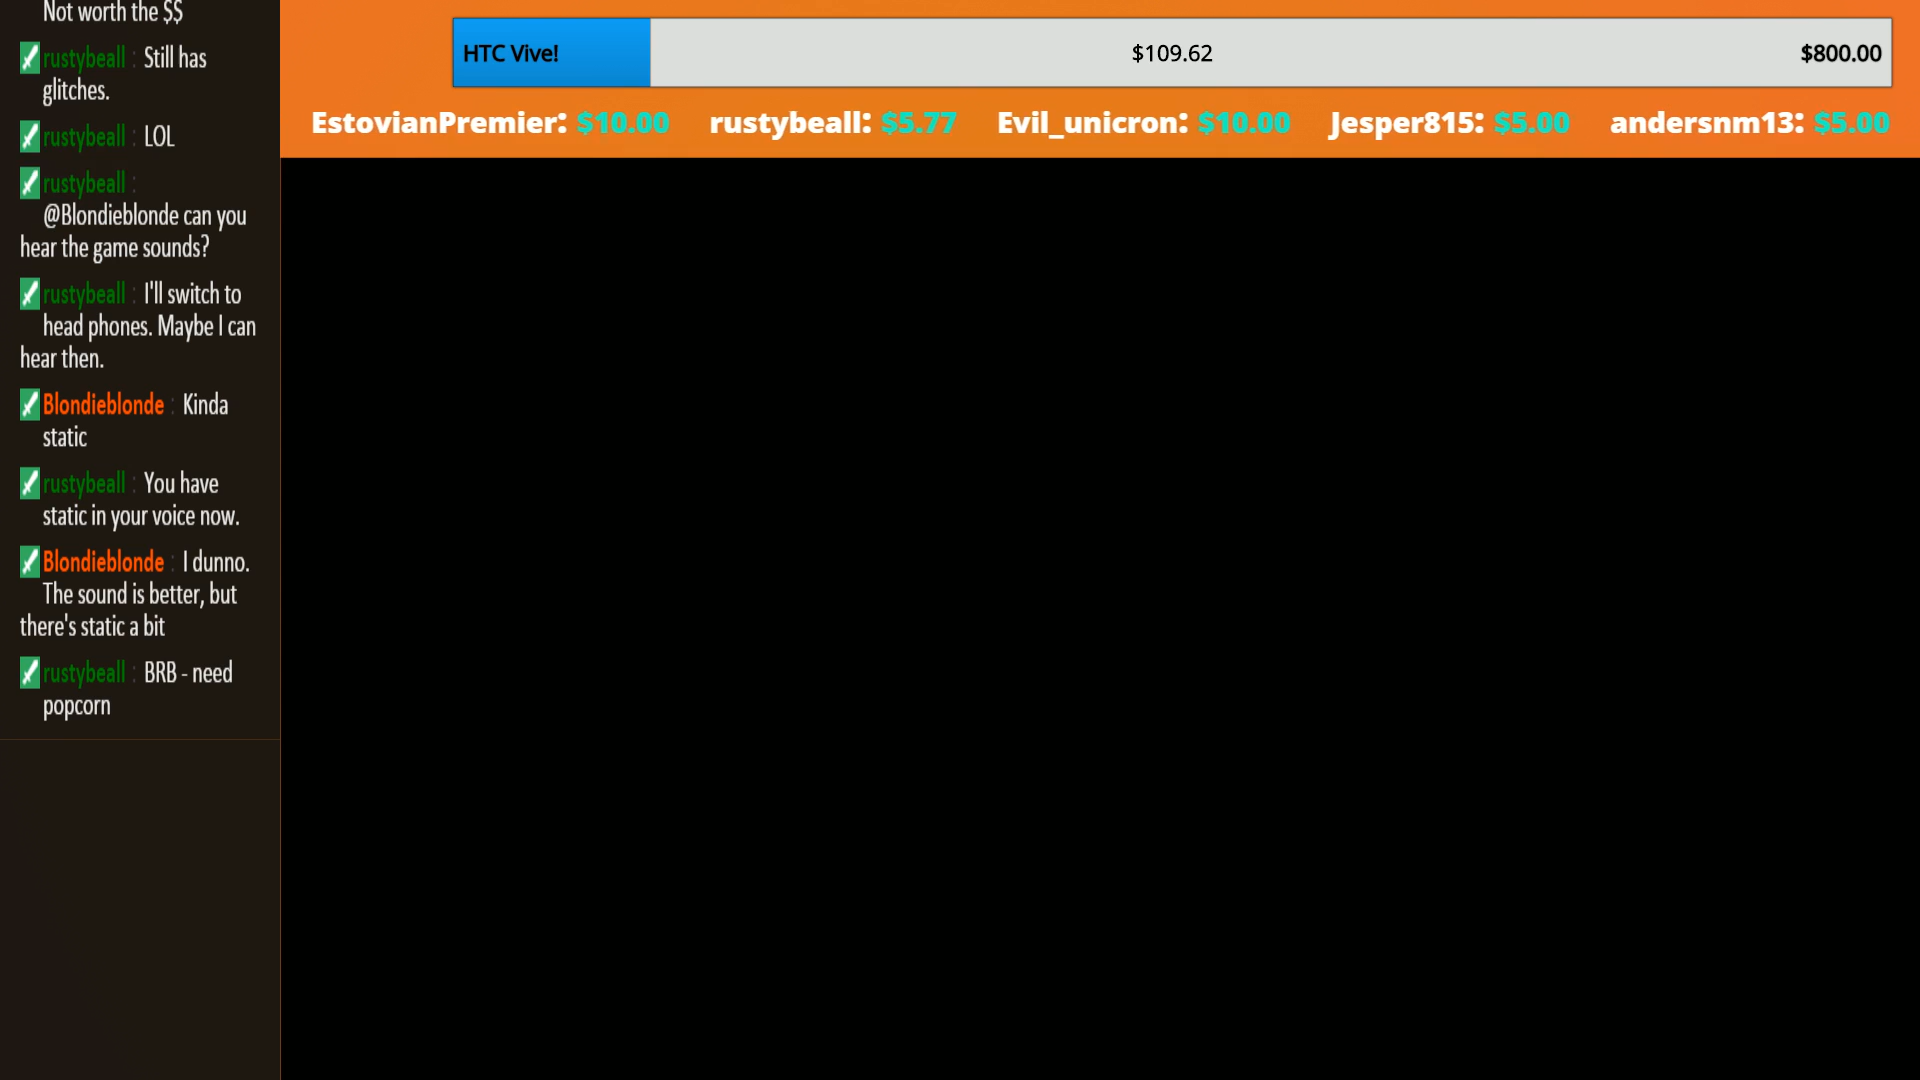 Not worth the $$
rustybeall : Still has
glitches.
rustybeall : LOL
rustybeall :
@Blondieblonde can you
hear the game sounds?
rustybeall : I'll switch to
head phones. Maybe I can
hear then.
Blondieblonde : Kinda
static
rustybeall : You have
static in your voice now.
Blondieblonde : I dunno.
The sound is better, but
there's static a bit
rustybeall : BRB - need
popcorn
HTC Vive! $109.62 $800.00
EstovianPremier: $10.00 rustybeall: $5.77 Evil_unicron: $10.00 Jesper815: $5.00 andersnm13: $5.00